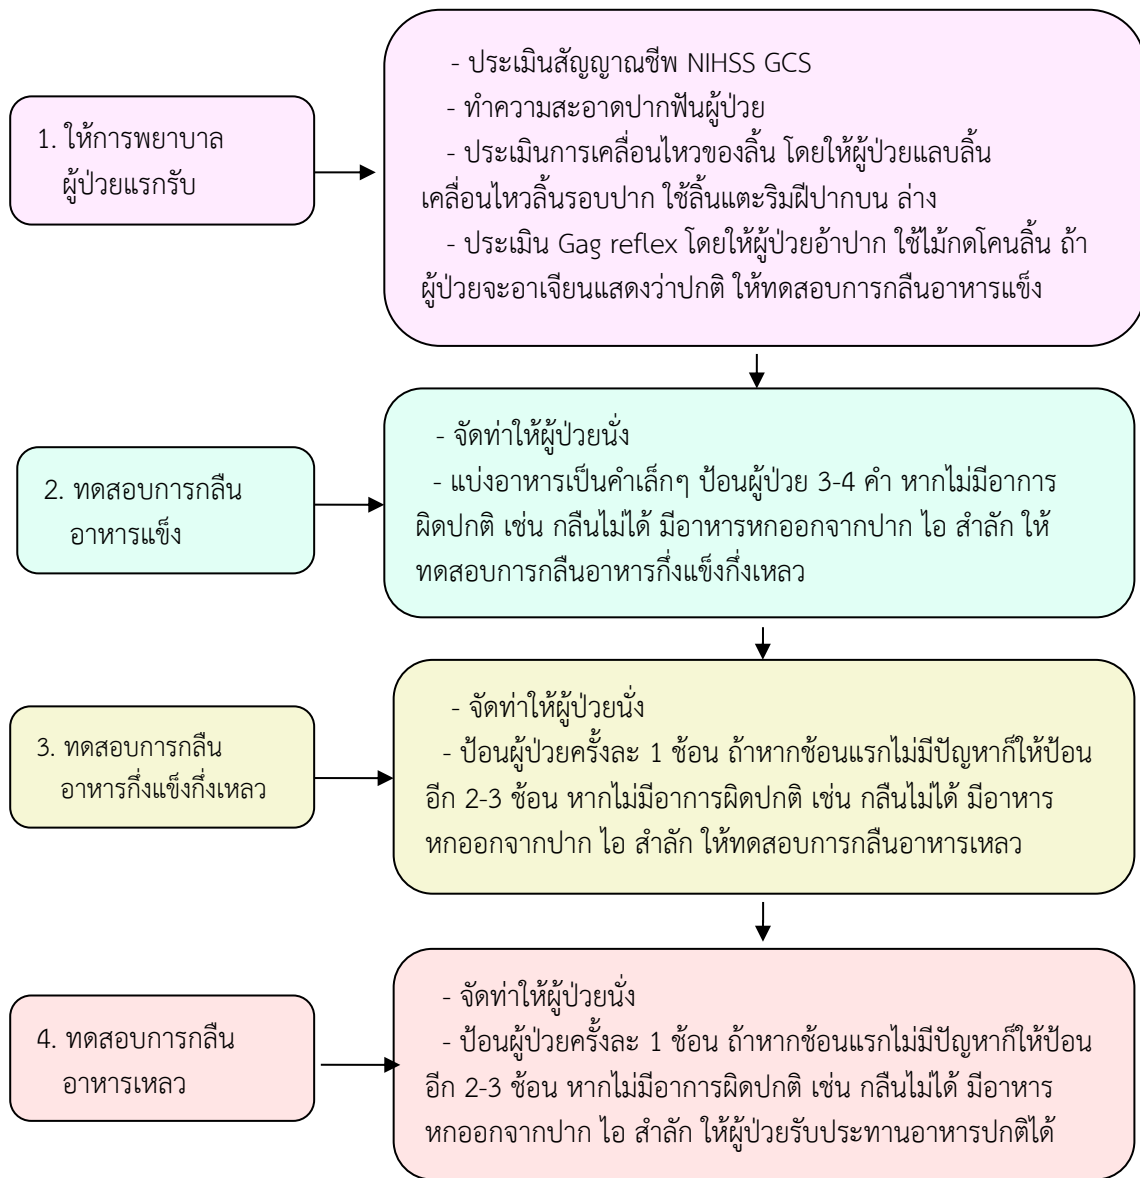 1. ให้การพยาบาล
ผู้ป่วยแรกรับ
- ประเมินสัญญาณชีพ NIHSS GCS
- ทำความสะอาดปากฟันผู้ป่วย
- ประเมินการเคลื่อนไหวของลิ้น โดยให้ผู้ป่วยแลบลิ้น
เคลื่อนไหวลิ้นรอบปาก ใช้ลิ้นแตะริมฝีปากบน ล่าง
- ประเมิน Gag reflex โดยให้ผู้ป่วยอ้าปาก ใช้ไม้กดโคนลิ้น ถ้า
ผู้ป่วยจะอาเจียนแสดงว่าปกติ ให้ทดสอบการกลืนอาหารแข็ง
2. ทดสอบการกลืน
อาหารแข็ง
- จัดท่าให้ผู้ป่วยนั่ง
- แบ่งอาหารเป็นคำเล็กๆ ป้อนผู้ป่วย 3-4 คำ หากไม่มีอาการ
ผิดปกติ เช่น กลืนไม่ได้ มีอาหารหกออกจากปาก ไอ สำลัก ให้
ทดสอบการกลืนอาหารกึ่งแข็งกึ่งเหลว
3. ทดสอบการกลืน
อาหารกึ่งแข็งกึ่งเหลว
- จัดท่าให้ผู้ป่วยนั่ง
- ป้อนผู้ป่วยครั้งละ 1 ช้อน ถ้าหากช้อนแรกไม่มีปัญหาก็ให้ป้อน
อีก 2-3 ช้อน หากไม่มีอาการผิดปกติ เช่น กลืนไม่ได้ มีอาหาร
หกออกจากปาก ไอ สำลัก ให้ทดสอบการกลืนอาหารเหลว
4. ทดสอบการกลืน
อาหารเหลว
- จัดท่าให้ผู้ป่วยนั่ง
- ป้อนผู้ป่วยครั้งละ 1 ช้อน ถ้าหากช้อนแรกไม่มีปัญหาก็ให้ป้อน
อีก 2-3 ช้อน หากไม่มีอาการผิดปกติ เช่น กลืนไม่ได้ มีอาหาร
หกออกจากปาก ไอ สำลัก ให้ผู้ป่วยรับประทานอาหารปกติได้